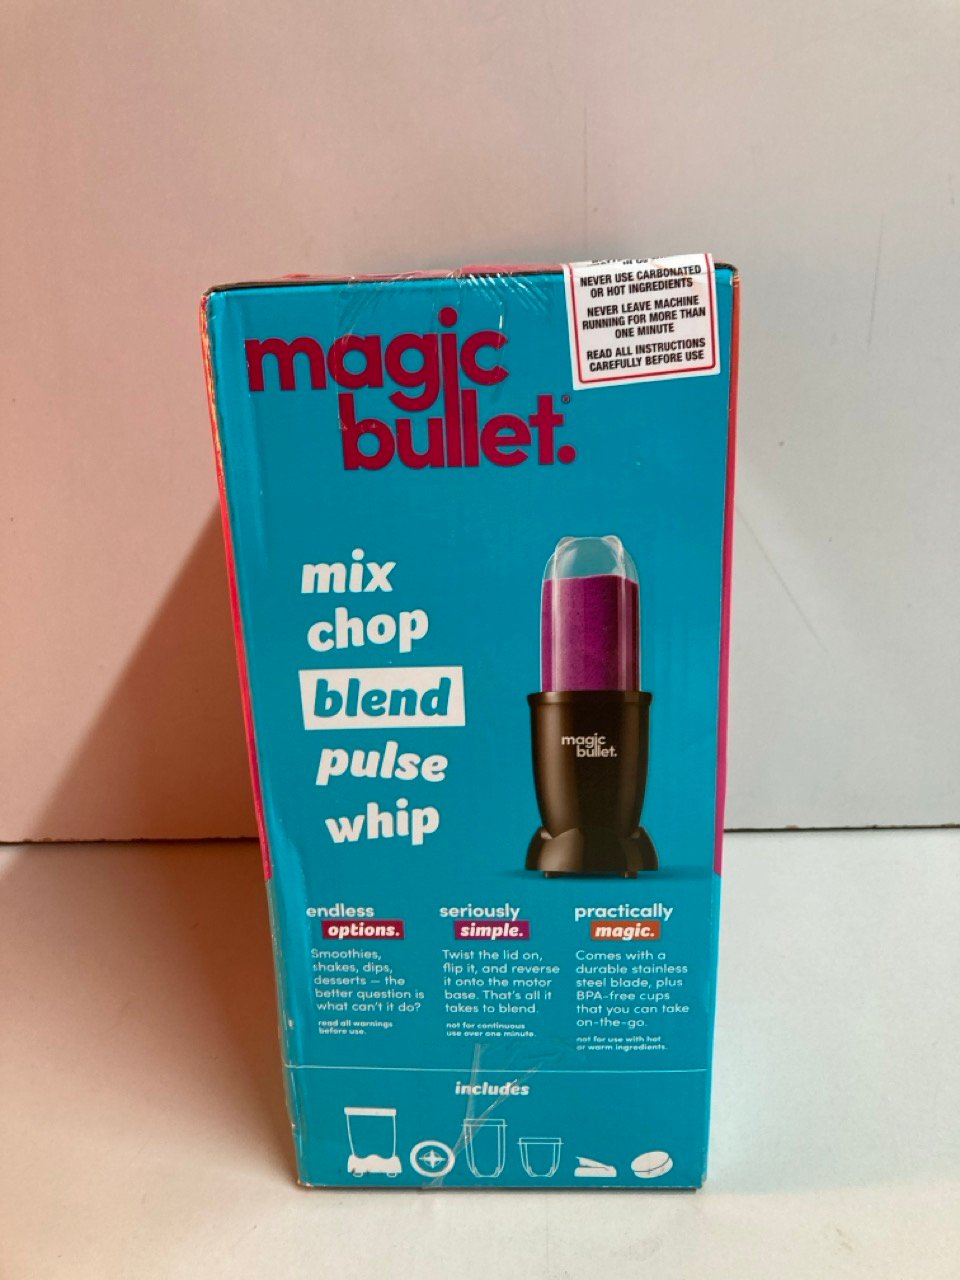 NEVER USE CARBONATED
OR HOT INGREDIENTS
NEVER LEAVE MACHINE
RUNNING FOR MORE THAN
ONE MINUTE
READ ALL INSTRUCTIONS
CAREFULLY BEFORE USE
magic
bullet.®
mix
chop
blend
pulse
whip
magic
bullet.
endless
options.
Smoothies,
shakes, dips,
desserts — the
better question is
what can't it do?
read all warnings
before use.
seriously
simple.
Twist the lid on,
flip it, and reverse
it onto the motor
base. That's all it
takes to blend.
not for continuous
use over one minute.
practically
magic.
Comes with a
durable stainless
steel blade, plus
BPA-free cups
that you can take
on-the-go.
not for use with hot
or warm ingredients.
includes